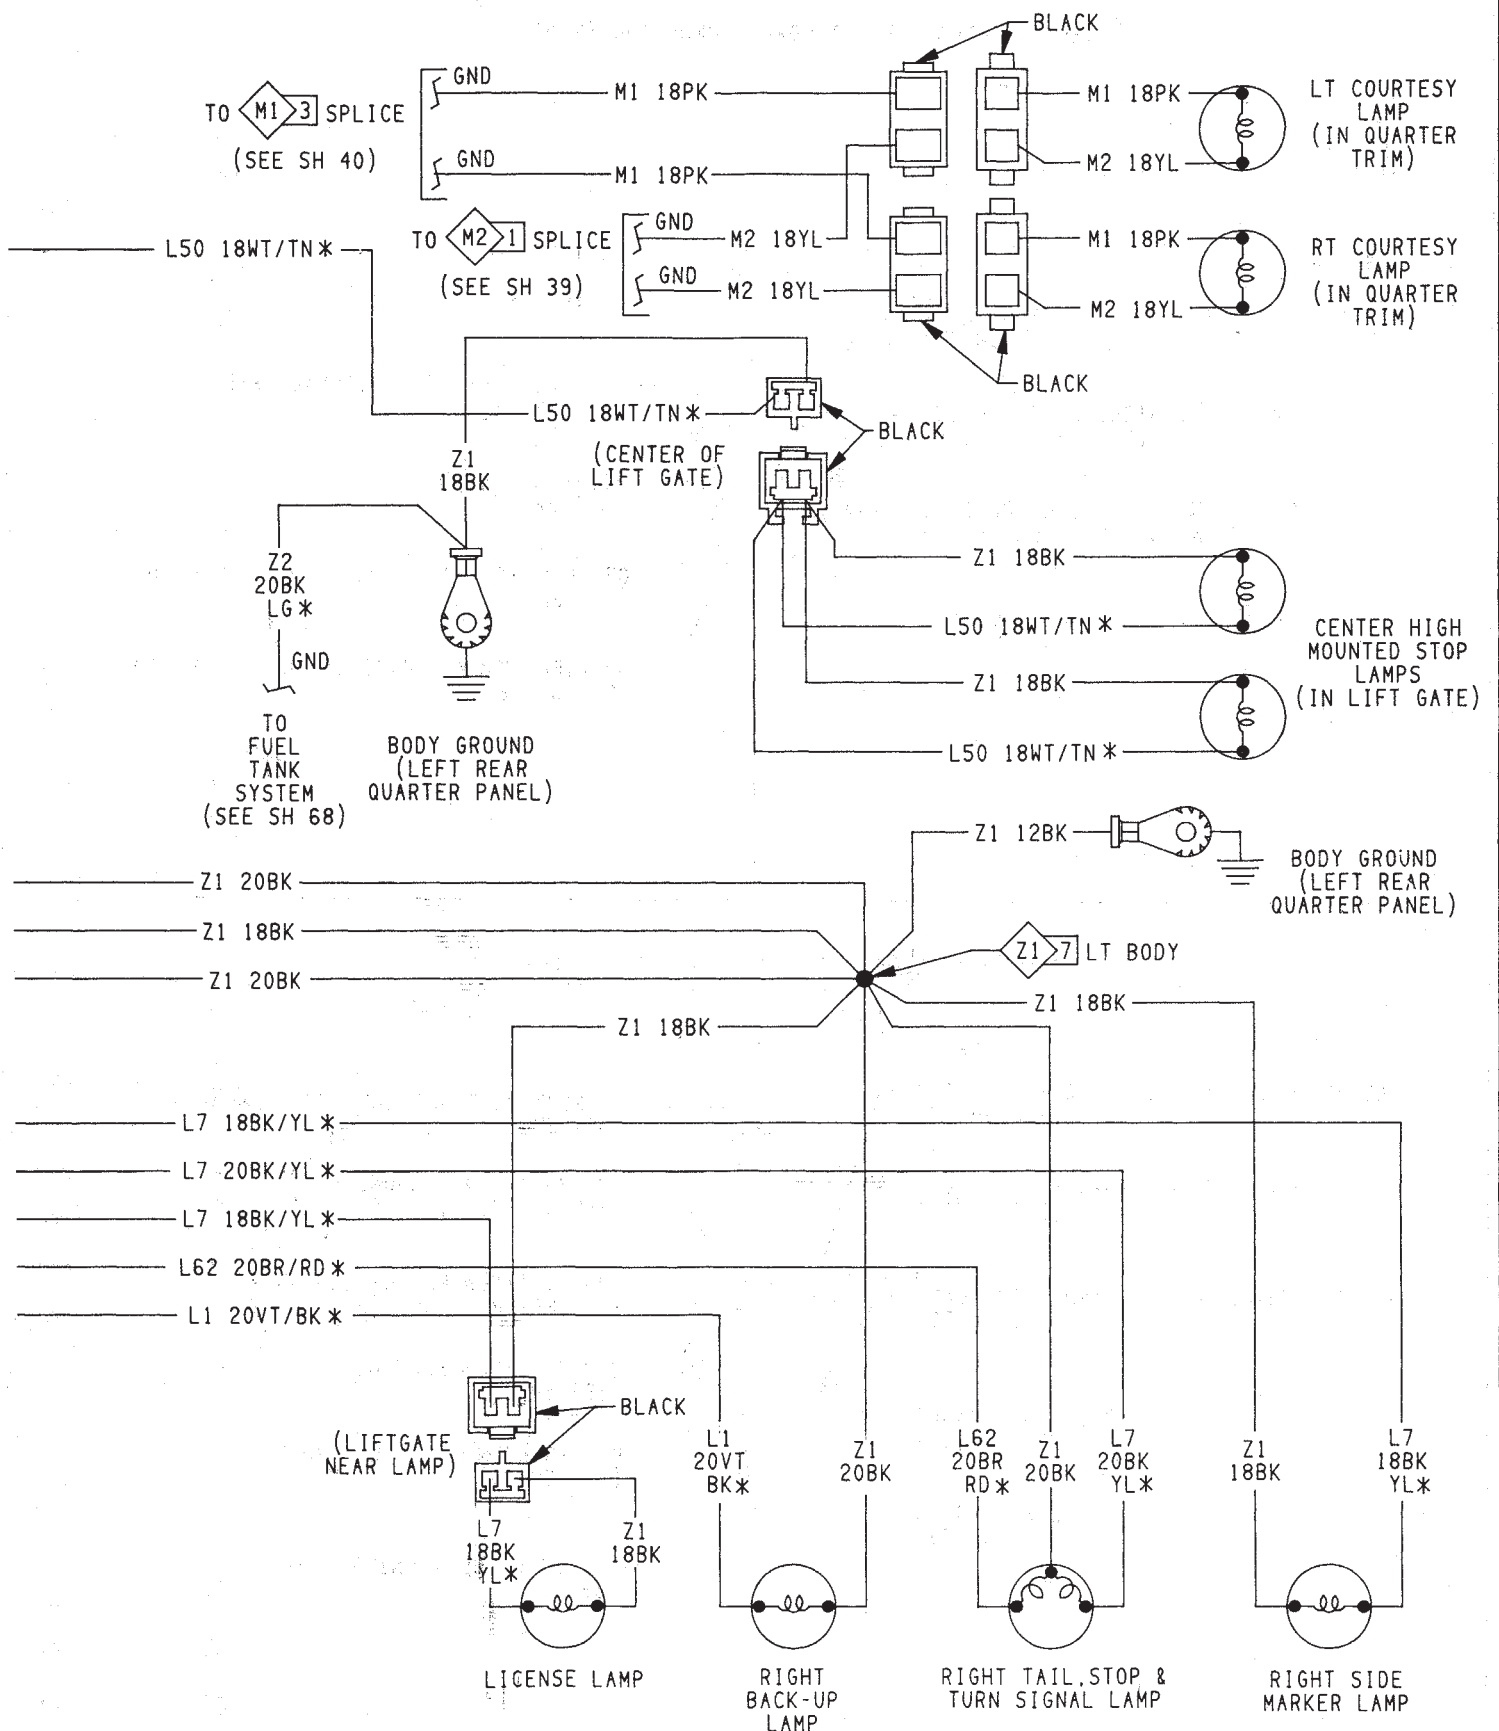 BLACK
GND
M1 18PK
M1 18PK
LT COURTESY
LAMP
(IN QUARTER
TRIM)
TO M1 3 SPLICE
(SEE SH 40)
GND
M1 18PK
M2 18YL
TO M2 1 SPLICE
(SEE SH 39)
GND
M2 18YL
M1 18PK
RT COURTESY
LAMP
(IN QUARTER
TRIM)
L50 18WT/TN*
GND
M2 18YL
M2 18YL
BLACK
L50 18WT/TN*
BLACK
(CENTER OF
LIFT GATE)
Z1
18BK
Z2
20BK
LG*
GND
TO
FUEL
TANK
SYSTEM
(SEE SH 68)
BODY GROUND
(LEFT REAR
QUARTER PANEL)
Z1 18BK
L50 18WT/TN*
CENTER HIGH
MOUNTED STOP
LAMPS
(IN LIFT GATE)
Z1 18BK
L50 18WT/TN*
Z1 12BK
BODY GROUND
(LEFT REAR
QUARTER PANEL)
Z1 20BK
Z1 18BK
Z1 7 LT BODY
Z1 20BK
Z1 18BK
Z1 18BK
L7 18BK/YL*
L7 20BK/YL*
L7 18BK/YL*
L62 20BR/RD*
L1 20VT/BK*
BLACK
(LIFTGATE
NEAR LAMP)
L1
20VT
BK*
Z1
20BK
L62
20BR
RD*
Z1
20BK
L7
20BK
YL*
Z1
18BK
L7
18BK
YL*
L7
18BK
YL*
Z1
18BK
LICENSE LAMP
RIGHT
BACK-UP
LAMP
RIGHT TAIL,STOP &
TURN SIGNAL LAMP
RIGHT SIDE
MARKER LAMP